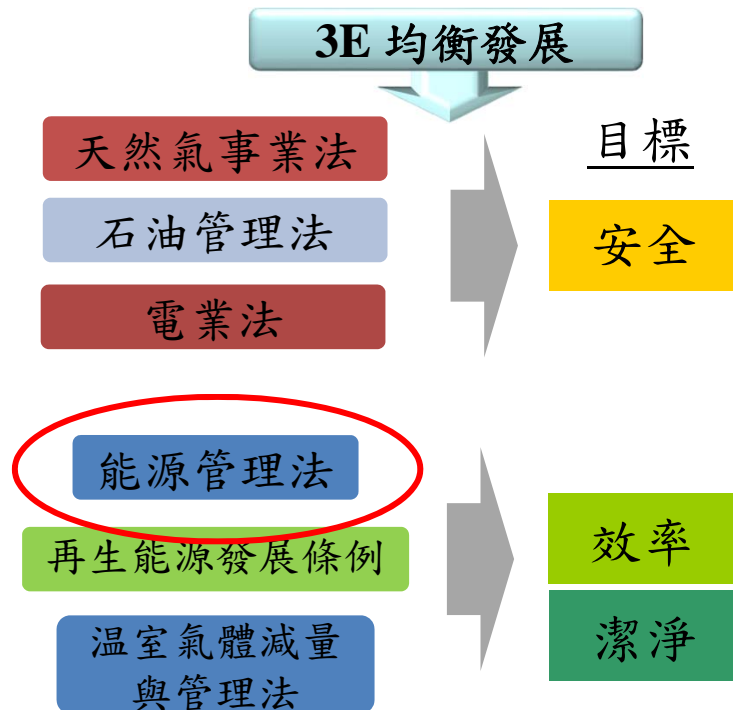 3E 均衡發展
天然氣事業法
目標
石油管理法
安全
電業法
能源管理法
再生能源發展條例
效率
温室氣體減量
與管理法
潔淨